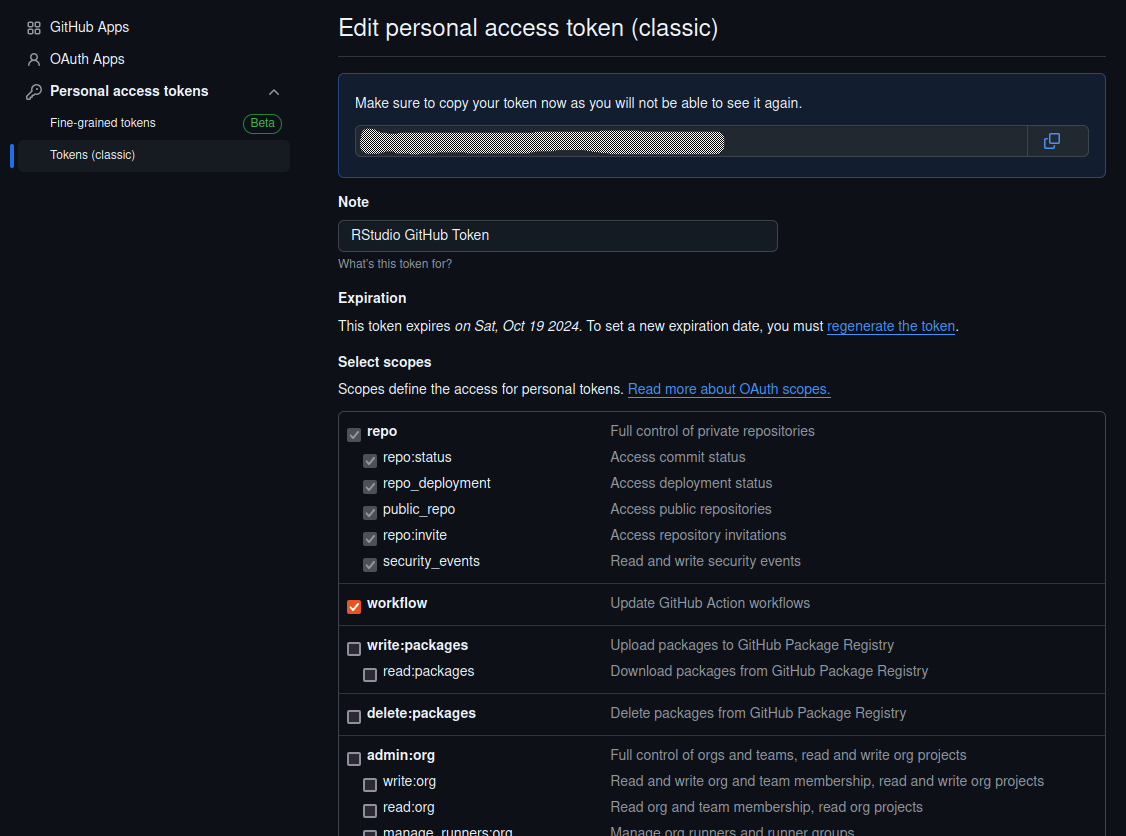 GitHub Apps
OAuth Apps
Personal access tokens
Fine-grained tokens Beta
Tokens (classic)
Edit personal access token (classic)
Make sure to copy your token now as you will not be able to see it again.
Note
RStudio GitHub Token
What's this token for?
Expiration
This token expires on Sat, Oct 19 2024. To set a new expiration date, you must regenerate the token.
Select scopes
Scopes define the access for personal tokens. Read more about OAuth scopes.
repo Full control of private repositories
repo:status Access commit status
repo_deployment Access deployment status
public_repo Access public repositories
repo:invite Access repository invitations
security_events Read and write security events
workflow Update GitHub Action workflows
write:packages Upload packages to GitHub Package Registry
read:packages Download packages from GitHub Package Registry
delete:packages Delete packages from GitHub Package Registry
admin:org Full control of orgs and teams, read and write org projects
write:org Read and write org and team membership, read and write org projects
read:org Read org and team membership, read org projects
manage_runners:org Manage org runners and runner groups